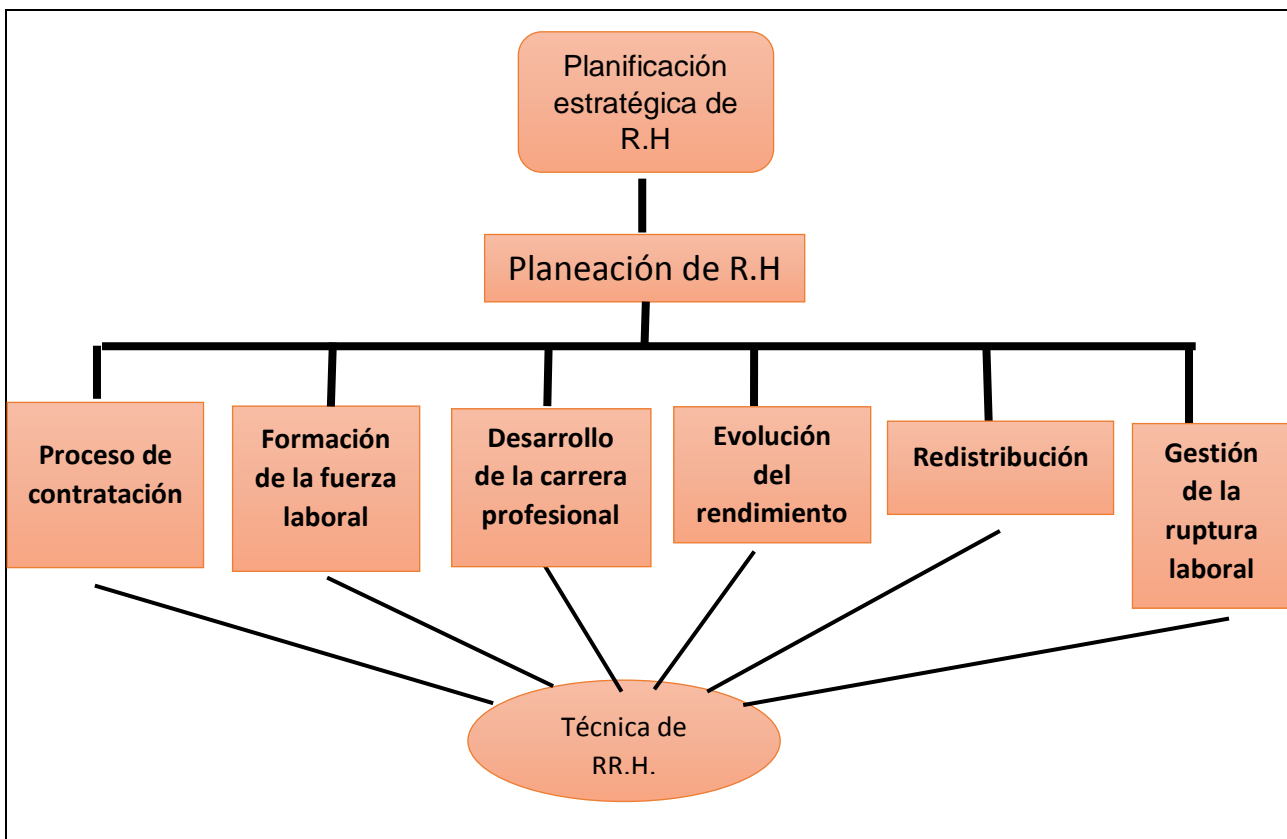 Planificación
estratégica de
R.H
Planeación de R.H
Proceso de
contratación
Formación
de la fuerza
laboral
Desarrollo
de la carrera
profesional
Evolución
del
rendimiento
Redistribución
Gestión
de la
ruptura
laboral
Técnica de
RR.H.